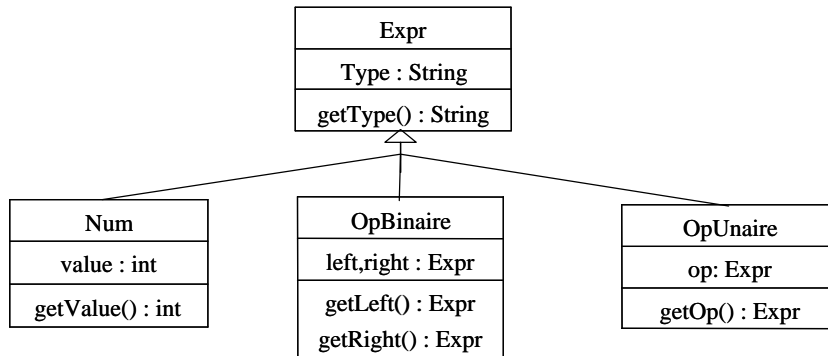 Expr
Type : String
getType() : String
Num
value : int
getValue() : int
OpBinaire
left,right : Expr
getLeft() : Expr
getRight() : Expr
OpUnaire
op: Expr
getOp() : Expr